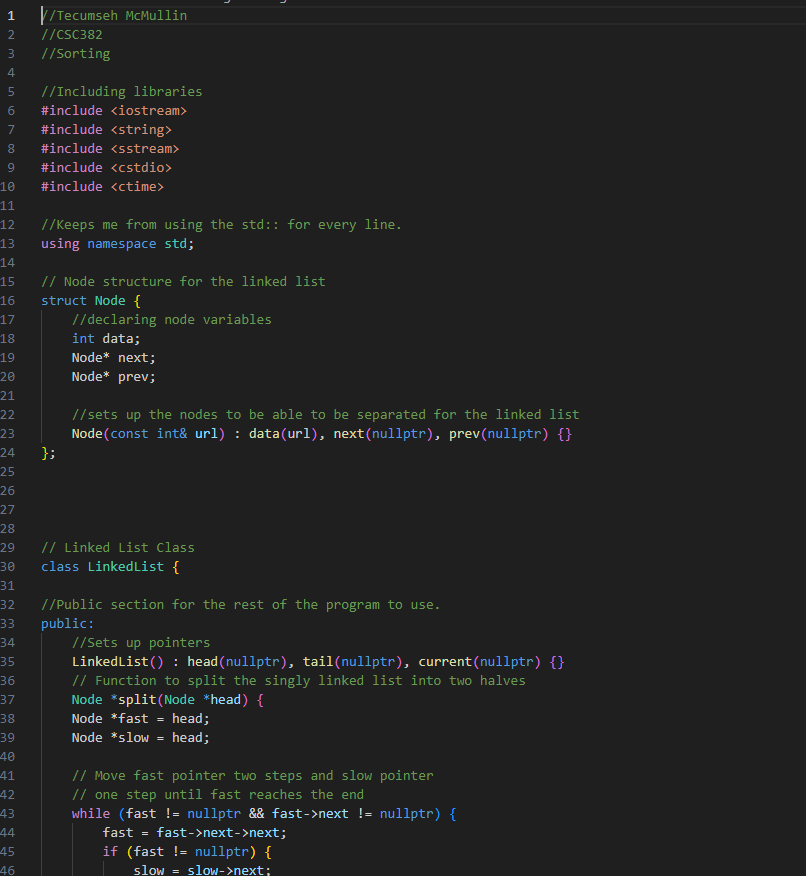 1 //Tecumseh McMullin
2 //CSC382
3 //Sorting
4
5 //Including libraries
6 #include <iostream>
7 #include <string>
8 #include <sstream>
9 #include <cstdio>
10 #include <ctime>
11
12 //Keeps me from using the std:: for every line.
13 using namespace std;
14
15 // Node structure for the linked list
16 struct Node {
17     //declaring node variables
18     int data;
19     Node* next;
20     Node* prev;
21
22     //sets up the nodes to be able to be separated for the linked list
23     Node(const int& url) : data(url), next(nullptr), prev(nullptr) {}
24 };
25
26
27
28
29 // Linked List Class
30 class LinkedList {
31
32 //Public section for the rest of the program to use.
33 public:
34     //Sets up pointers
35     LinkedList() : head(nullptr), tail(nullptr), current(nullptr) {}
36     // Function to split the singly linked list into two halves
37     Node *split(Node *head) {
38     Node *fast = head;
39     Node *slow = head;
40
41     // Move fast pointer two steps and slow pointer
42     // one step until fast reaches the end
43     while (fast != nullptr && fast->next != nullptr) {
44         fast = fast->next->next;
45         if (fast != nullptr) {
46             slow = slow->next;